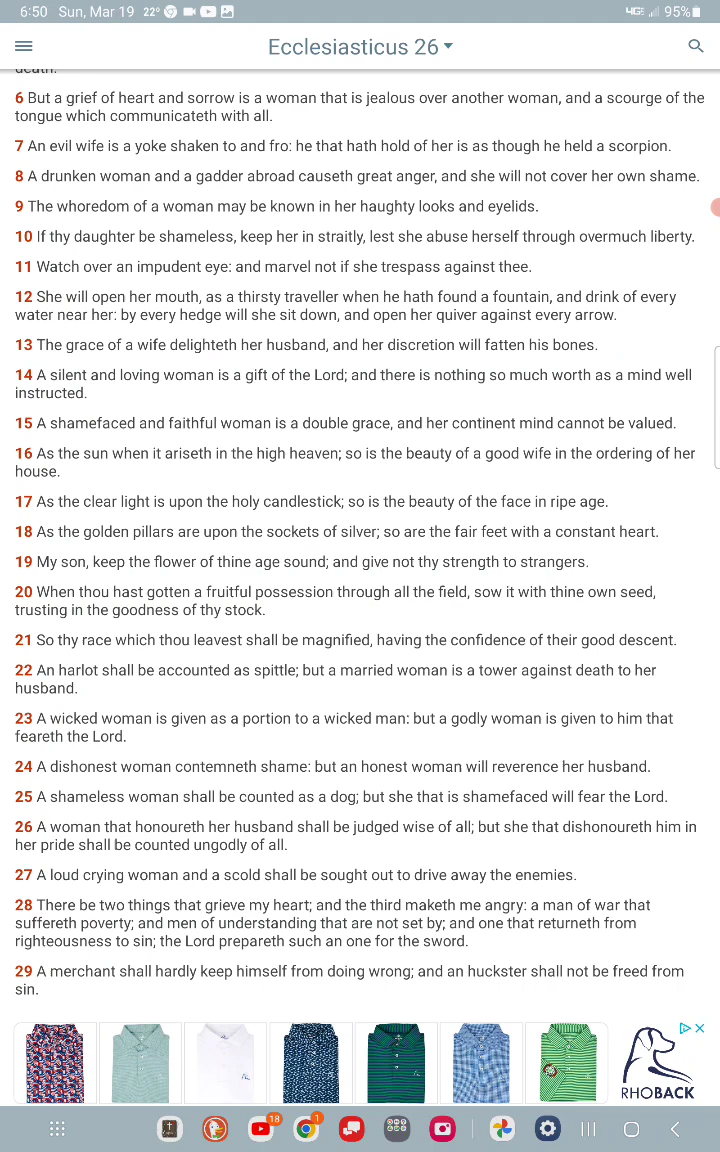 6:50 Sun, Mar 19 22° 4GE 95%
Ecclesiasticus 26
death.
6 But a grief of heart and sorrow is a woman that is jealous over another woman, and a scourge of the
tongue which communicateth with all.
7 An evil wife is a yoke shaken to and fro: he that hath hold of her is as though he held a scorpion.
8 A drunken woman and a gadder abroad causeth great anger, and she will not cover her own shame.
9 The whoredom of a woman may be known in her haughty looks and eyelids.
10 If thy daughter be shameless, keep her in straitly, lest she abuse herself through overmuch liberty.
11 Watch over an impudent eye: and marvel not if she trespass against thee.
12 She will open her mouth, as a thirsty traveller when he hath found a fountain, and drink of every
water near her: by every hedge will she sit down, and open her quiver against every arrow.
13 The grace of a wife delighteth her husband, and her discretion will fatten his bones.
14 A silent and loving woman is a gift of the Lord; and there is nothing so much worth as a mind well
instructed.
15 A shamefaced and faithful woman is a double grace, and her continent mind cannot be valued.
16 As the sun when it ariseth in the high heaven; so is the beauty of a good wife in the ordering of her
house.
17 As the clear light is upon the holy candlestick; so is the beauty of the face in ripe age.
18 As the golden pillars are upon the sockets of silver; so are the fair feet with a constant heart.
19 My son, keep the flower of thine age sound; and give not thy strength to strangers.
20 When thou hast gotten a fruitful possession through all the field, sow it with thine own seed,
trusting in the goodness of thy stock.
21 So thy race which thou leavest shall be magnified, having the confidence of their good descent.
22 An harlot shall be accounted as spittle; but a married woman is a tower against death to her
husband.
23 A wicked woman is given as a portion to a wicked man: but a godly woman is given to him that
feareth the Lord.
24 A dishonest woman contemneth shame: but an honest woman will reverence her husband.
25 A shameless woman shall be counted as a dog; but she that is shamefaced will fear the Lord.
26 A woman that honoureth her husband shall be judged wise of all; but she that dishonoureth him in
her pride shall be counted ungodly of all.
27 A loud crying woman and a scold shall be sought out to drive away the enemies.
28 There be two things that grieve my heart; and the third maketh me angry: a man of war that
suffereth poverty; and men of understanding that are not set by; and one that returneth from
righteousness to sin; the Lord prepareth such an one for the sword.
29 A merchant shall hardly keep himself from doing wrong; and an huckster shall not be freed from
sin.
RHOBACK
18
1